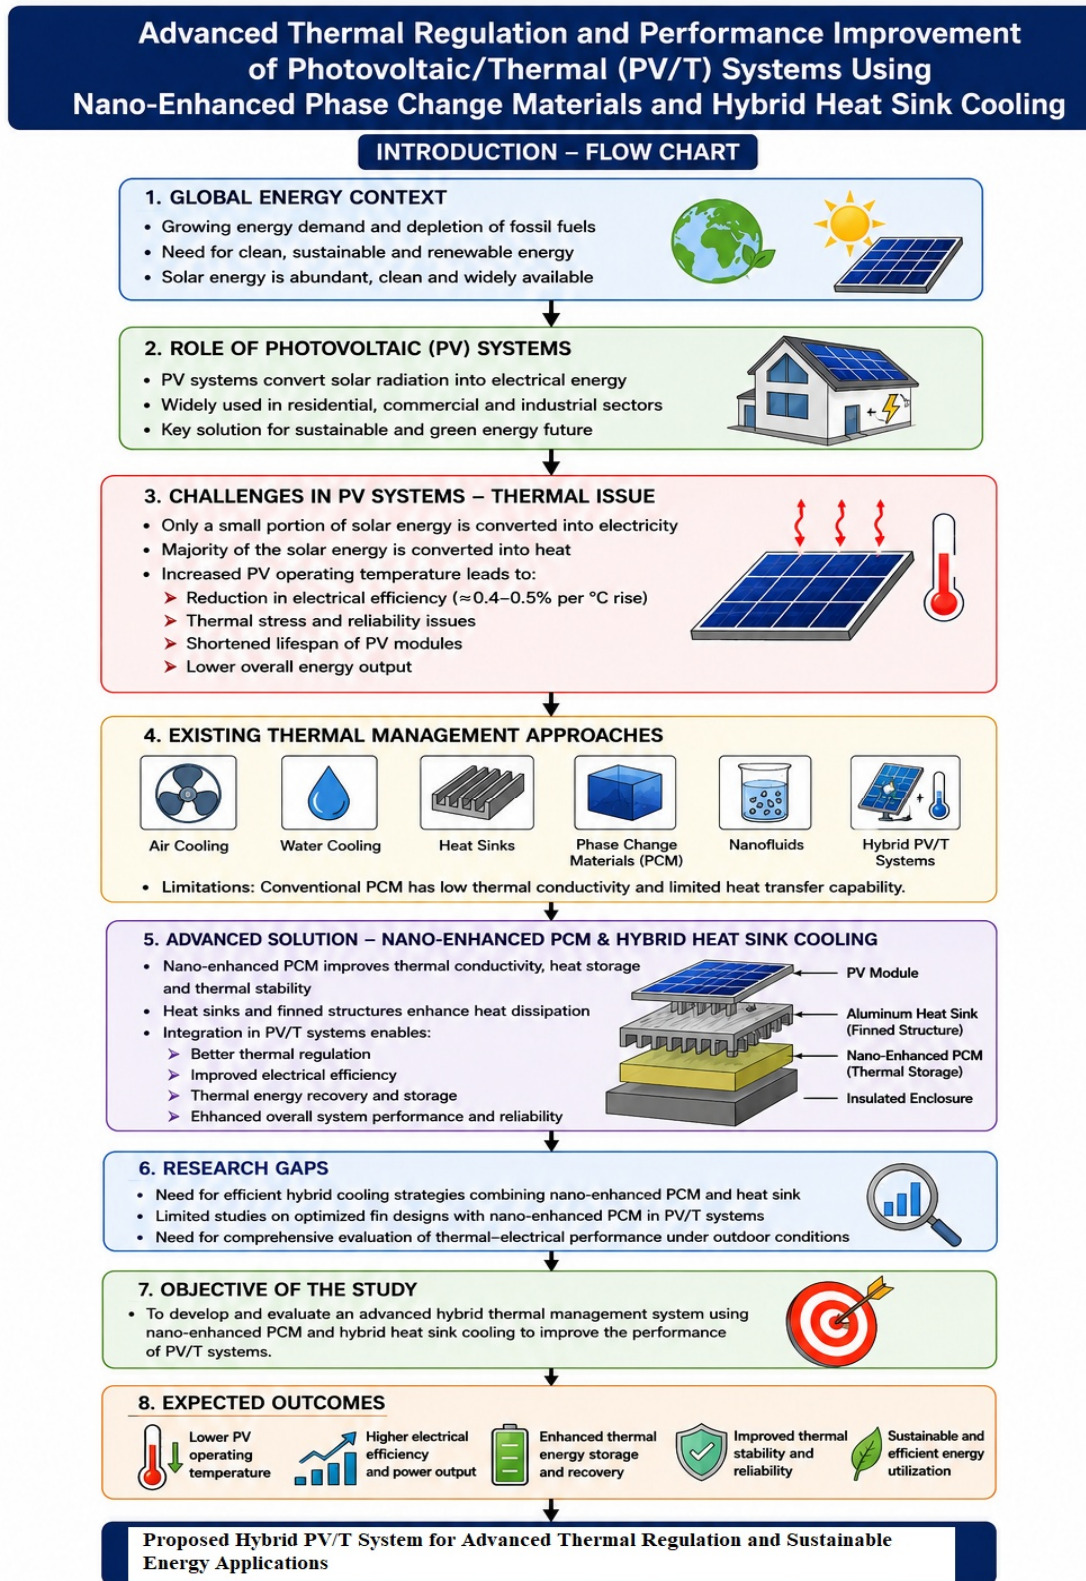 Advanced Thermal Regulation and Performance Improvement
of Photovoltaic/Thermal (PV/T) Systems Using
Nano-Enhanced Phase Change Materials and Hybrid Heat Sink Cooling
INTRODUCTION – FLOW CHART
1. GLOBAL ENERGY CONTEXT
• Growing energy demand and depletion of fossil fuels
• Need for clean, sustainable and renewable energy
• Solar energy is abundant, clean and widely available
2. ROLE OF PHOTOVOLTAIC (PV) SYSTEMS
• PV systems convert solar radiation into electrical energy
• Widely used in residential, commercial and industrial sectors
• Key solution for sustainable and green energy future
3. CHALLENGES IN PV SYSTEMS – THERMAL ISSUE
• Only a small portion of solar energy is converted into electricity
• Majority of the solar energy is converted into heat
• Increased PV operating temperature leads to:
➤ Reduction in electrical efficiency (≈0.4–0.5% per °C rise)
➤ Thermal stress and reliability issues
➤ Shortened lifespan of PV modules
➤ Lower overall energy output
4. EXISTING THERMAL MANAGEMENT APPROACHES
Air Cooling
Water Cooling
Heat Sinks
Phase Change
Materials (PCM)
Nanofluids
Hybrid PV/T
Systems
• Limitations: Conventional PCM has low thermal conductivity and limited heat transfer capability.
5. ADVANCED SOLUTION – NANO-ENHANCED PCM & HYBRID HEAT SINK COOLING
• Nano-enhanced PCM improves thermal conductivity, heat storage
and thermal stability
• Heat sinks and finned structures enhance heat dissipation
• Integration in PV/T systems enables:
➤ Better thermal regulation
➤ Improved electrical efficiency
➤ Thermal energy recovery and storage
➤ Enhanced overall system performance and reliability
PV Module
Aluminum Heat Sink
(Finned Structure)
Nano-Enhanced PCM
(Thermal Storage)
Insulated Enclosure
6. RESEARCH GAPS
• Need for efficient hybrid cooling strategies combining nano-enhanced PCM and heat sink
• Limited studies on optimized fin designs with nano-enhanced PCM in PV/T systems
• Need for comprehensive evaluation of thermal–electrical performance under outdoor conditions
7. OBJECTIVE OF THE STUDY
• To develop and evaluate an advanced hybrid thermal management system using
nano-enhanced PCM and hybrid heat sink cooling to improve the performance
of PV/T systems.
8. EXPECTED OUTCOMES
Lower PV
operating
temperature
Higher electrical
efficiency
and power output
Enhanced thermal
energy storage
and recovery
Improved thermal
stability and
reliability
Sustainable and
efficient energy
utilization
Proposed Hybrid PV/T System for Advanced Thermal Regulation and Sustainable
Energy Applications